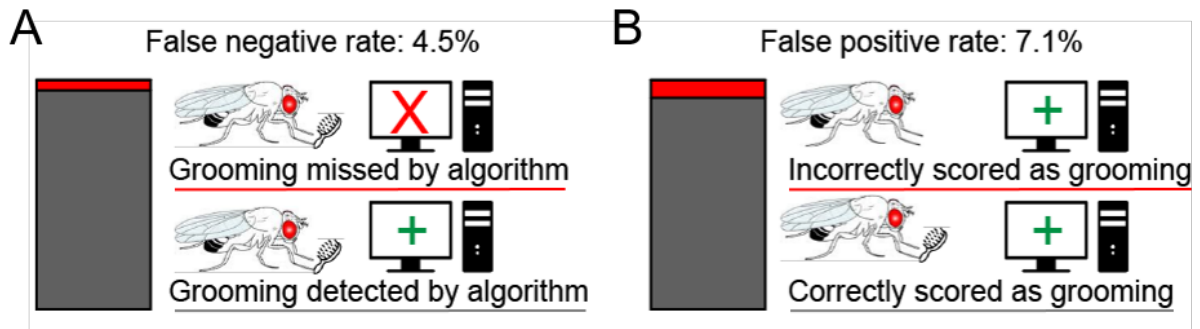 A
False negative rate: 4.5%
X
Grooming missed by algorithm
+
Grooming detected by algorithm
B
False positive rate: 7.1%
+
Incorrectly scored as grooming
+
Correctly scored as grooming